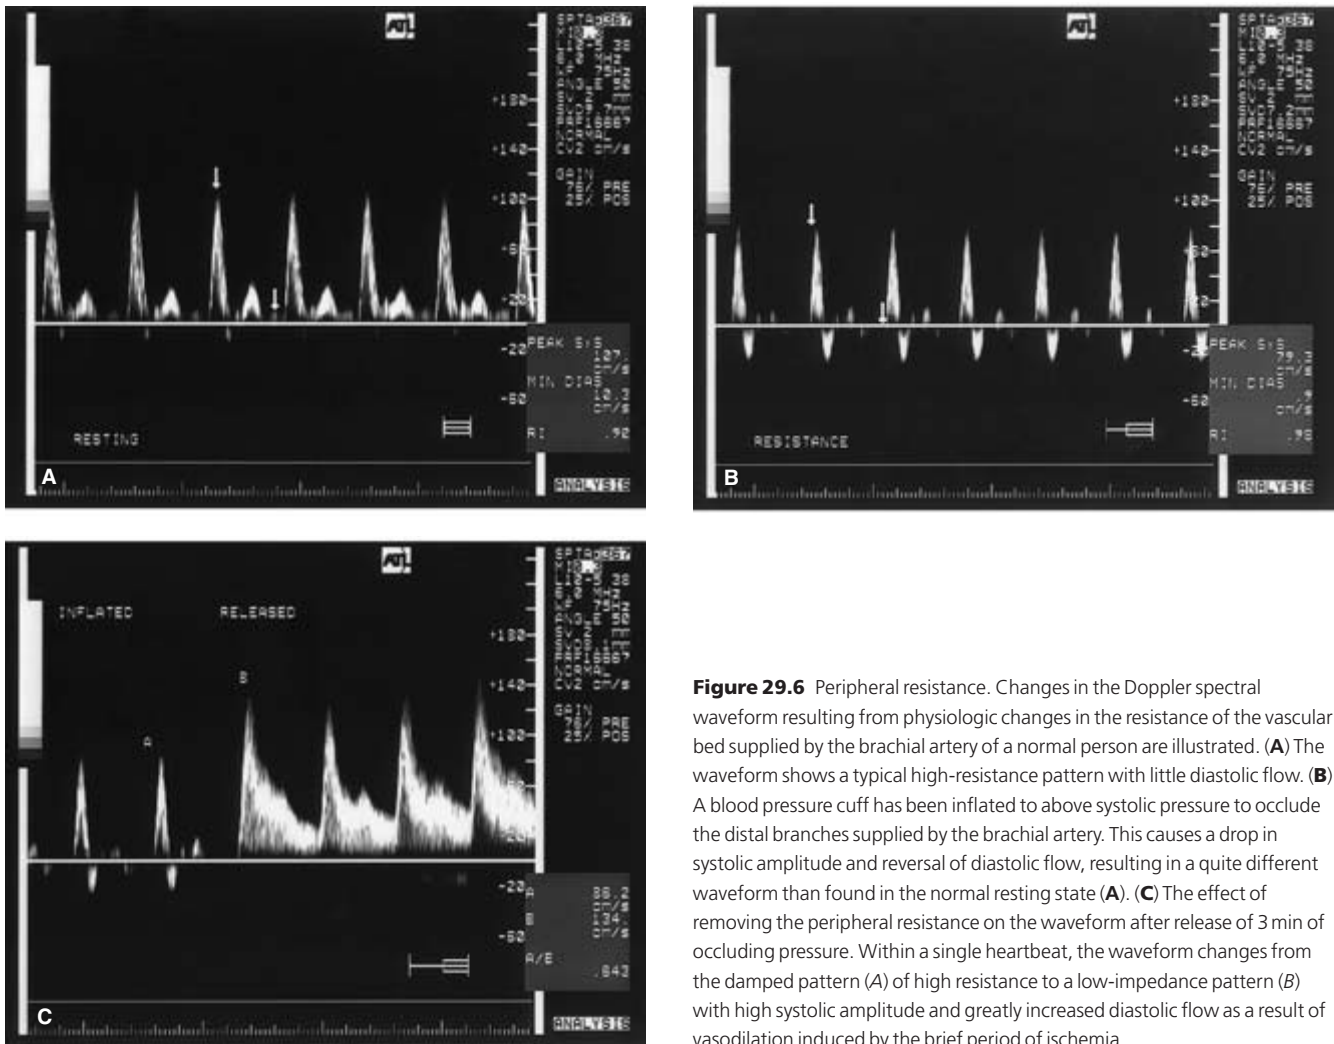 ATL
+180
+140
+100
+20
-20
-60
GAIN
76% PRE
25% POS
PEAK SYS
107.
cm/s
MIN DIAS
10.3
cm/s
RI .90
RESTING
A
ANALYSIS
ATL
+180
+140
+100
NORMAL
CV2 cm/s
GAIN
76% PRE
25% POS
PEAK SYS
79.3
cm/s
MIN DIAS
.9
cm/s
-60
RI .98
RESISTANCE
B
ANALYSIS
ATL
INFLATED RELEASED
+180
B
+140
CV2 cm/s
GAIN
76% PRE
25% POS
A
+100
-20
A
cm/s
B 134.
cm/s
-60
.643
C
ANALYSIS
Figure 29.6 Peripheral resistance. Changes in the Doppler spectral
waveform resulting from physiologic changes in the resistance of the vascular
bed supplied by the brachial artery of a normal person are illustrated. (A) The
waveform shows a typical high-resistance pattern with little diastolic flow. (B)
A blood pressure cuff has been inflated to above systolic pressure to occlude
the distal branches supplied by the brachial artery. This causes a drop in
systolic amplitude and reversal of diastolic flow, resulting in a quite different
waveform than found in the normal resting state (A). (C) The effect of
removing the peripheral resistance on the waveform after release of 3 min of
occluding pressure. Within a single heartbeat, the waveform changes from
the damped pattern (A) of high resistance to a low-impedance pattern (B)
with high systolic amplitude and greatly increased diastolic flow as a result of
vasodilation induced by the brief period of ischemia